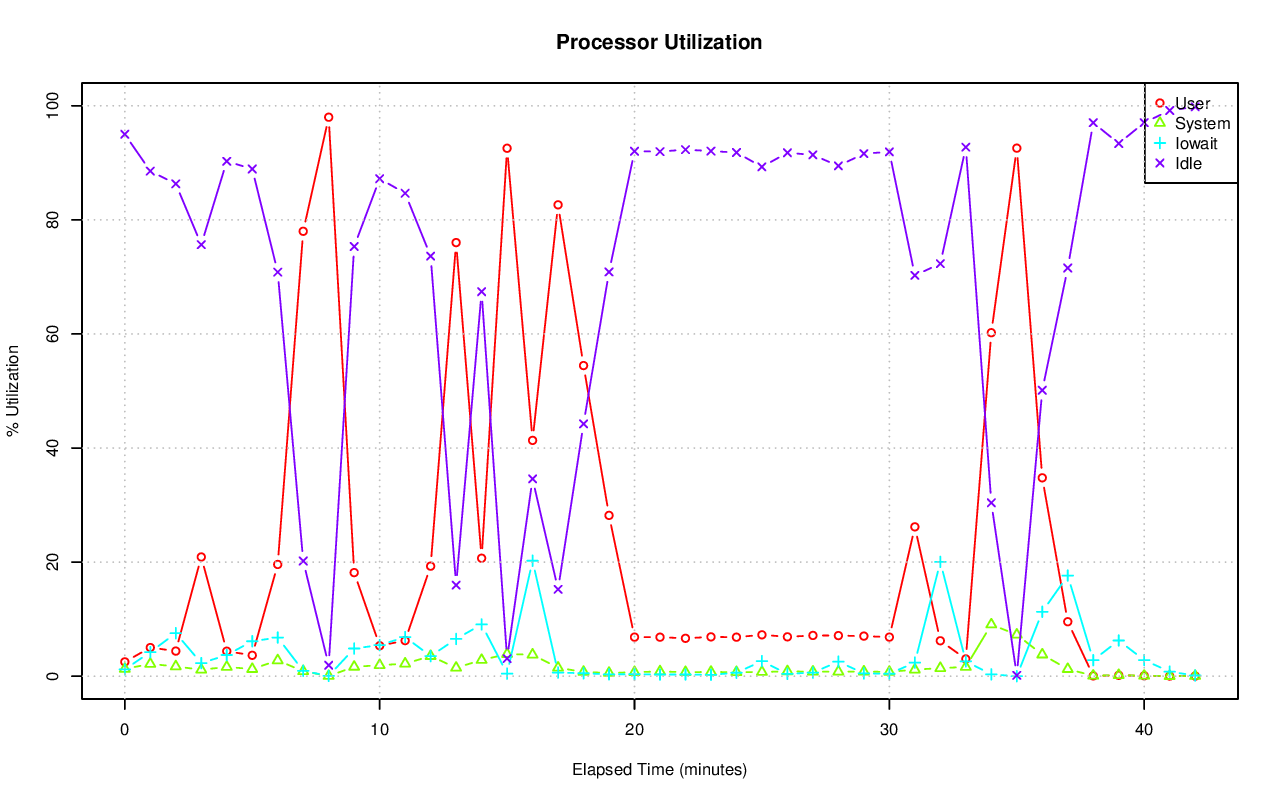 Processor Utilization
% Utilization
100
80
60
40
20
0
User
System
Iowait
Idle
0 10 20 30 40
Elapsed Time (minutes)